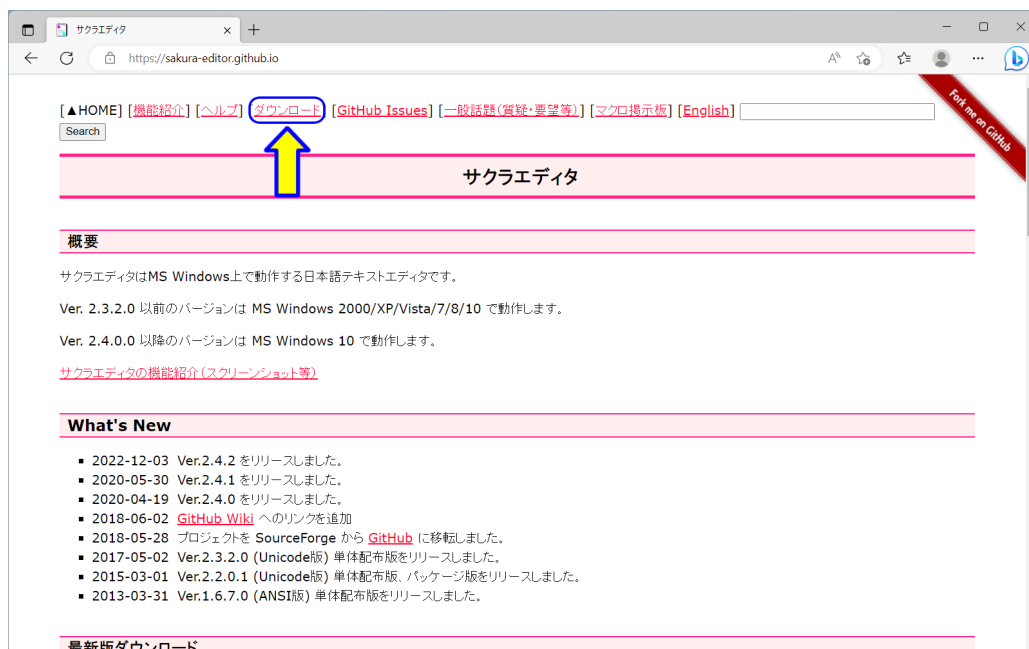 サクラエディタ
https://sakura-editor.github.io
[▲HOME] [機能紹介] [ヘルプ] [ダウンロード] [GitHub Issues] [一般話題(質疑・要望等)] [マクロ掲示板] [English]
Search
Fork me on GitHub
サクラエディタ
概要
サクラエディタはMS Windows上で動作する日本語テキストエディタです。
Ver. 2.3.2.0 以前のバージョンは MS Windows 2000/XP/Vista/7/8/10 で動作します。
Ver. 2.4.0.0 以降のバージョンは MS Windows 10 で動作します。
サクラエディタの機能紹介(スクリーンショット等)
What's New
2022-12-03 Ver.2.4.2 をリリースしました。
2020-05-30 Ver.2.4.1 をリリースしました。
2020-04-19 Ver.2.4.0 をリリースしました。
2018-06-02 GitHub Wiki へのリンクを追加
2018-05-28 プロジェクトを SourceForge から GitHub に移転しました。
2017-05-02 Ver.2.3.2.0 (Unicode版) 単体配布版をリリースしました。
2015-03-01 Ver.2.2.0.1 (Unicode版) 単体配布版、パッケージ版をリリースしました。
2013-03-31 Ver.1.6.7.0 (ANSI版) 単体配布版をリリースしました。
最新版ダウンロード